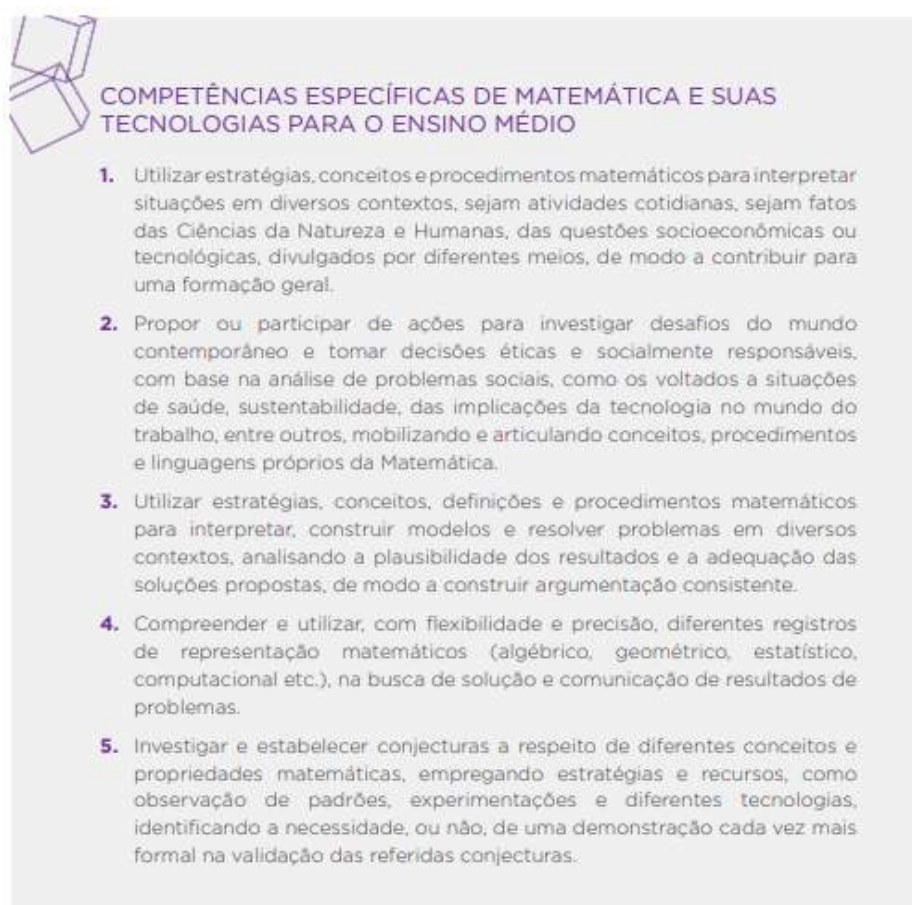 COMPETÊNCIAS ESPECÍFICAS DE MATEMÁTICA E SUAS
TECNOLOGIAS PARA O ENSINO MÉDIO
1. Utilizar estratégias, conceitos e procedimentos matemáticos para interpretar
situações em diversos contextos, sejam atividades cotidianas, sejam fatos
das Ciências da Natureza e Humanas, das questões socioeconômicas ou
tecnológicas, divulgados por diferentes meios, de modo a contribuir para
uma formação geral.
2. Propor ou participar de ações para investigar desafios do mundo
contemporâneo e tomar decisões éticas e socialmente responsáveis,
com base na análise de problemas sociais, como os voltados a situações
de saúde, sustentabilidade, das implicações da tecnologia no mundo do
trabalho, entre outros, mobilizando e articulando conceitos, procedimentos
e linguagens próprios da Matemática.
3. Utilizar estratégias, conceitos, definições e procedimentos matemáticos
para interpretar, construir modelos e resolver problemas em diversos
contextos, analisando a plausibilidade dos resultados e a adequação das
soluções propostas, de modo a construir argumentação consistente.
4. Compreender e utilizar, com flexibilidade e precisão, diferentes registros
de representação matemáticos (algébrico, geométrico, estatístico,
computacional etc.), na busca de solução e comunicação de resultados de
problemas.
5. Investigar e estabelecer conjecturas a respeito de diferentes conceitos e
propriedades matemáticas, empregando estratégias e recursos, como
observação de padrões, experimentações e diferentes tecnologias,
identificando a necessidade, ou não, de uma demonstração cada vez mais
formal na validação das referidas conjecturas.